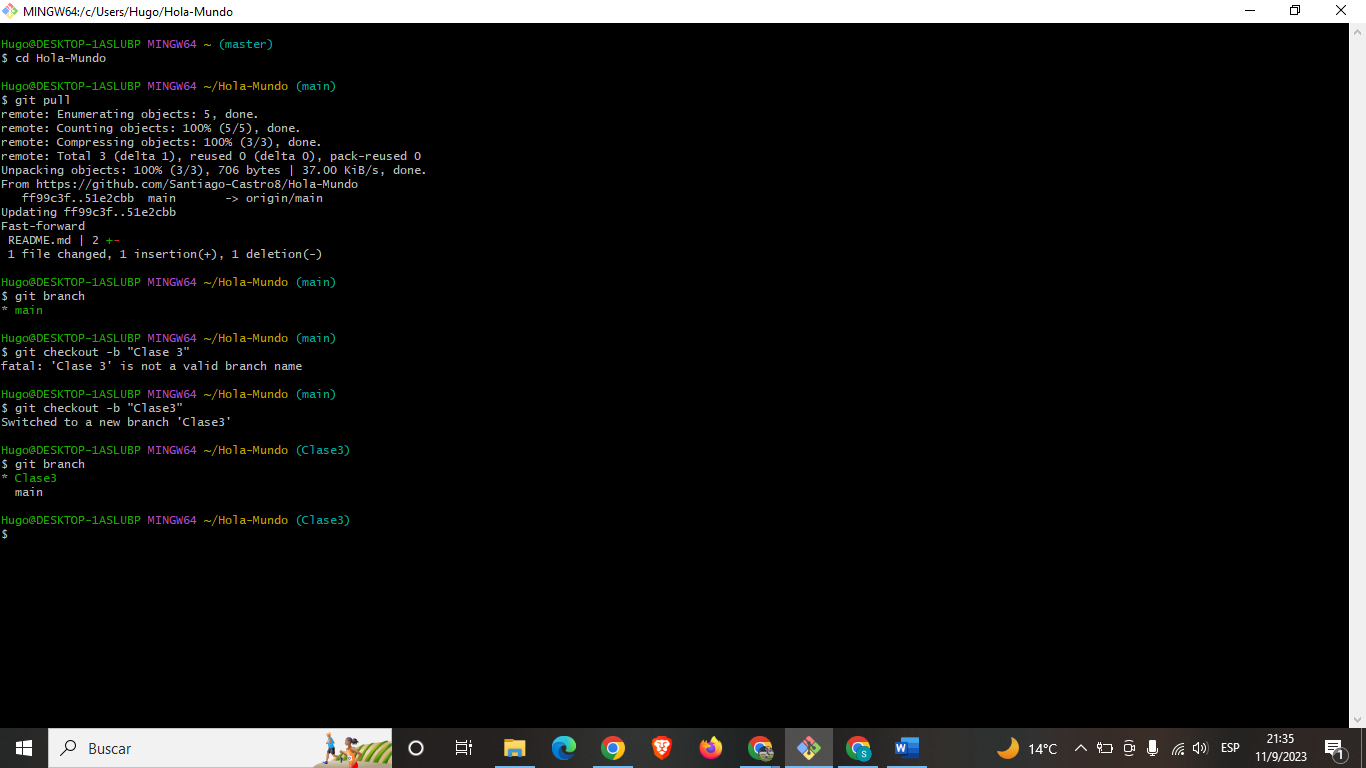 MINGW64:/c/Users/Hugo/Hola-Mundo
Hugo@DESKTOP-1ASLUBP MINGW64 ~ (master)
$ cd Hola-Mundo
Hugo@DESKTOP-1ASLUBP MINGW64 ~/Hola-Mundo (main)
$ git pull
remote: Enumerating objects: 5, done.
remote: Counting objects: 100% (5/5), done.
remote: Compressing objects: 100% (3/3), done.
remote: Total 3 (delta 1), reused 0 (delta 0), pack-reused 0
Unpacking objects: 100% (3/3), 706 bytes | 37.00 KiB/s, done.
From https://github.com/Santiago-Castro8/Hola-Mundo
   ff99c3f..51e2cbb  main       -> origin/main
Updating ff99c3f..51e2cbb
Fast-forward
 README.md | 2 +-
 1 file changed, 1 insertion(+), 1 deletion(-)
Hugo@DESKTOP-1ASLUBP MINGW64 ~/Hola-Mundo (main)
$ git branch
* main
Hugo@DESKTOP-1ASLUBP MINGW64 ~/Hola-Mundo (main)
$ git checkout -b "Clase 3"
fatal: 'Clase 3' is not a valid branch name
Hugo@DESKTOP-1ASLUBP MINGW64 ~/Hola-Mundo (main)
$ git checkout -b "Clase3"
Switched to a new branch 'Clase3'
Hugo@DESKTOP-1ASLUBP MINGW64 ~/Hola-Mundo (Clase3)
$ git branch
* Clase3
  main
Hugo@DESKTOP-1ASLUBP MINGW64 ~/Hola-Mundo (Clase3)
$
Buscar
S
W
14°C
ESP
21:35
11/9/2023
1